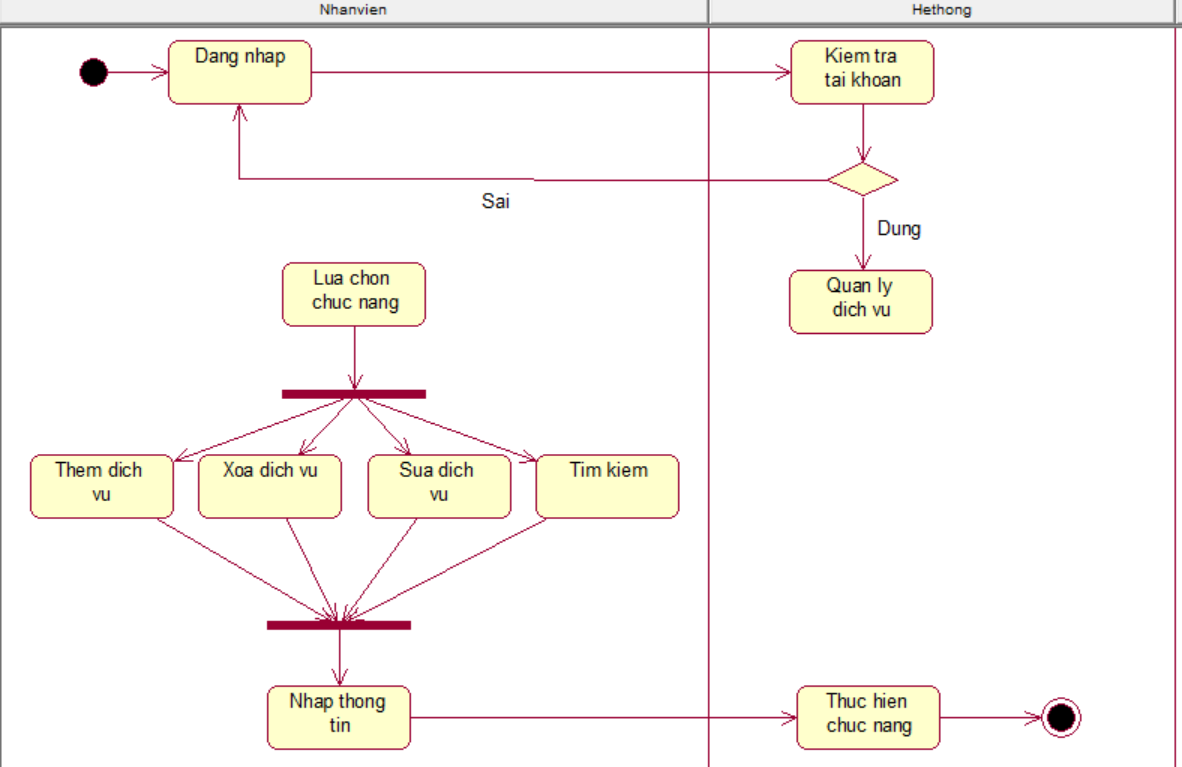 Nhanvien
Hethong
Dang nhap
Kiem tra
tai khoan
Sai
Dung
Lua chon
chuc nang
Quan ly
dich vu
Them dich
vu
Xoa dich vu
Sua dich
vu
Tim kiem
Nhap thong
tin
Thuc hien
chuc nang